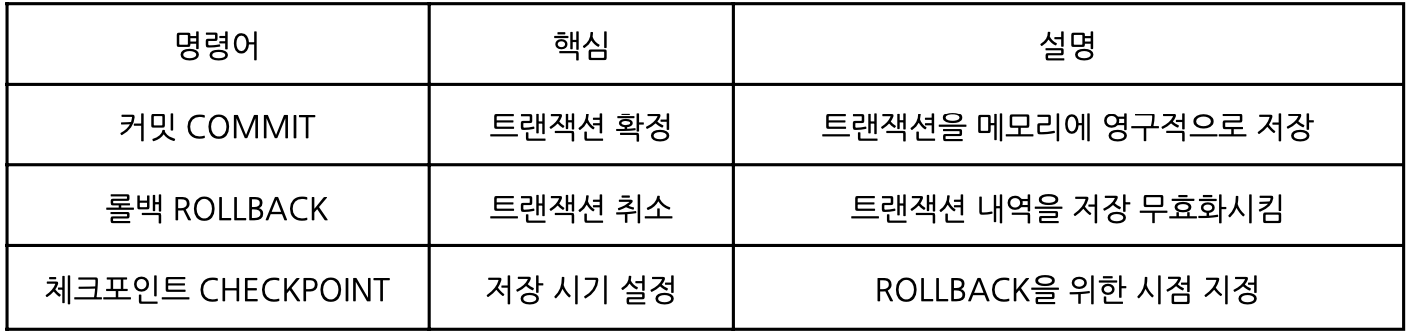 명령어 핵심 설명
커밋 COMMIT 트랜잭션 확정 트랜잭션을 메모리에 영구적으로 저장
롤백 ROLLBACK 트랜잭션 취소 트랜잭션 내역을 저장 무효화시킴
체크포인트 CHECKPOINT 저장 시기 설정 ROLLBACK을 위한 시점 지정